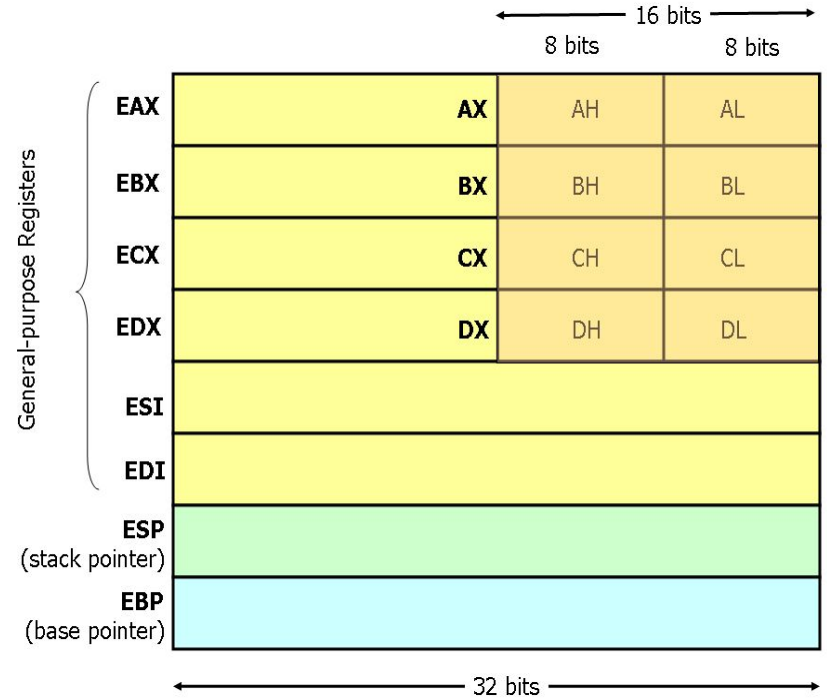 16 bits
8 bits 8 bits
General-purpose Registers
EAX AX AH AL
EBX BX BH BL
ECX CX CH CL
EDX DX DH DL
ESI
EDI
ESP
(stack pointer)
EBP
(base pointer)
32 bits